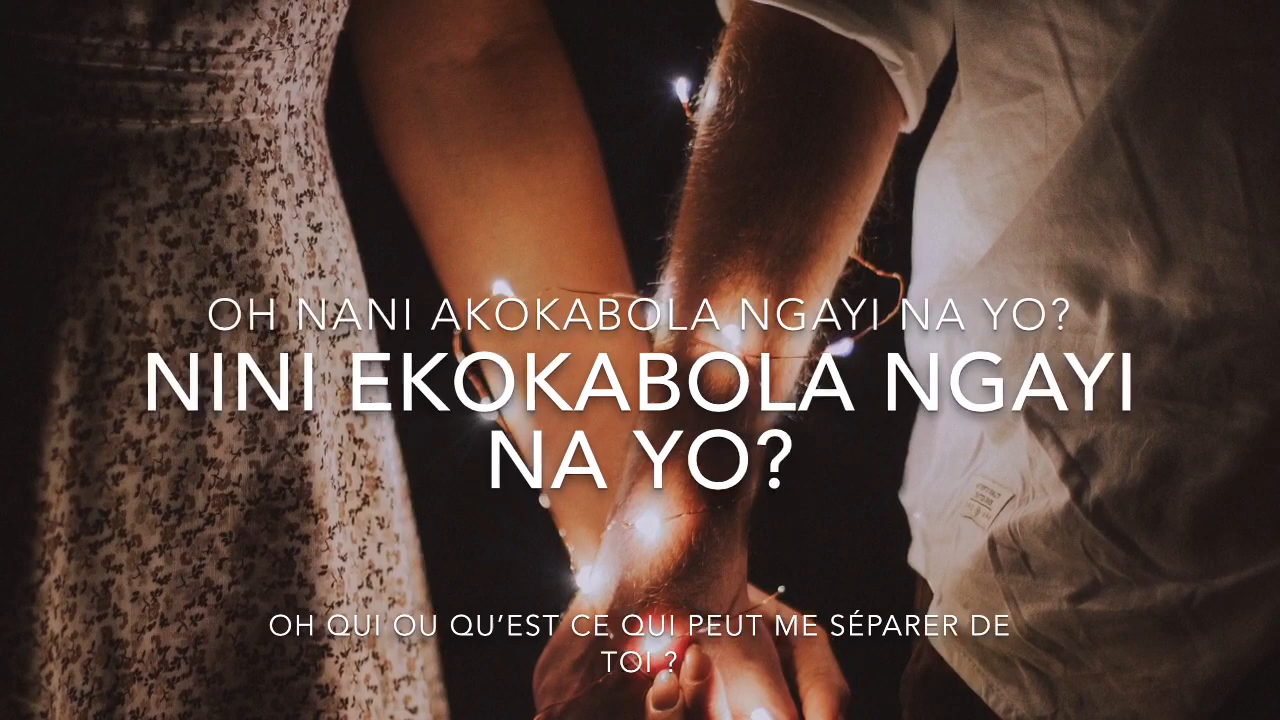 OH NANI AKOKABOLA NGAYI NA YO?
NINI EKOKABOLA NGAYI
NA YO?
OH QUI OU QU’EST CE QUI PEUT ME SÉPARER DE
TOI ?